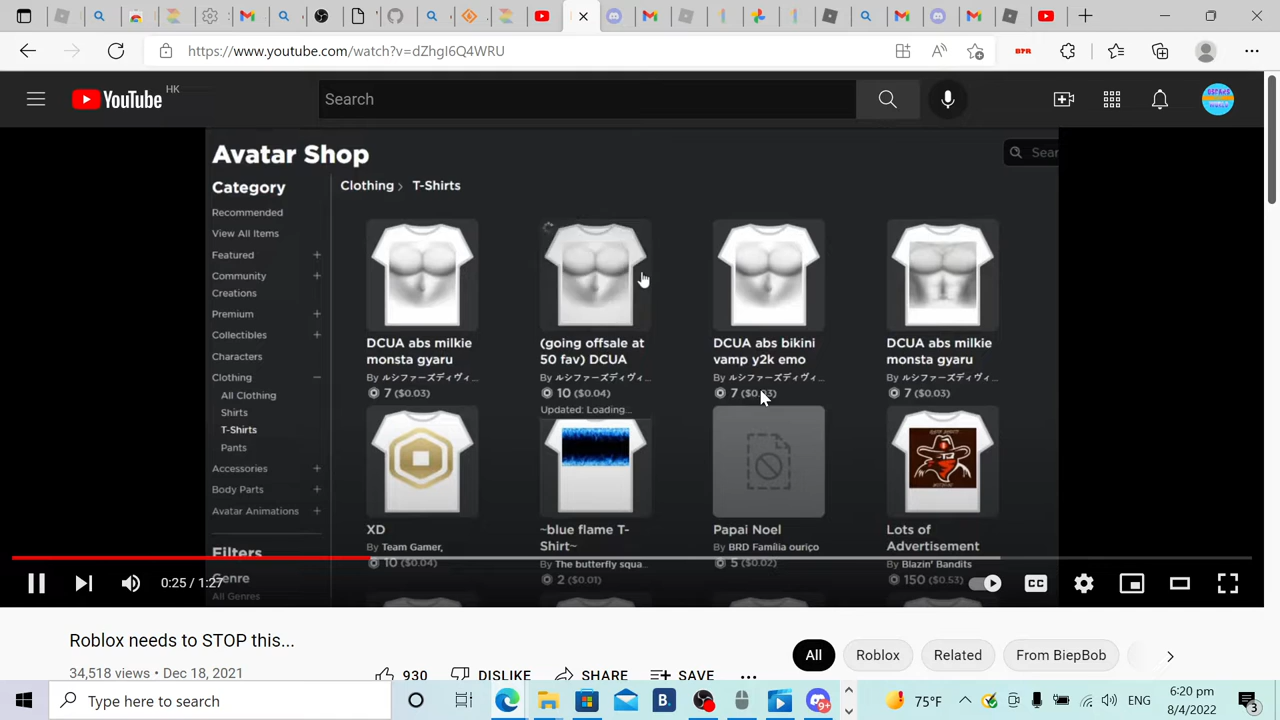 https://www.youtube.com/watch?v=dZhgI6Q4WRU
BPR
YouTube HK
Search
Avatar Shop
Sear
Category
Clothing > T-Shirts
Recommended
View All Items
Featured +
Community +
Creations
Premium +
Collectibles +
Characters
Clothing −
All Clothing
Shirts
T-Shirts
Pants
Accessories +
Body Parts +
Avatar Animations +
Filters
Genre
All Genres
DCUA abs milkie
monsta gyaru
By ルシファーズディヴィ...
7 ($0.03)
(going offsale at
50 fav) DCUA
By ルシファーズディヴィ...
10 ($0.04)
Updated: Loading...
DCUA abs bikini
vamp y2k emo
By ルシファーズディヴィ...
7 ($0.03)
DCUA abs milkie
monsta gyaru
By ルシファーズディヴィ...
7 ($0.03)
XD
By Team Gamer,
10 ($0.04)
~blue flame T-
Shirt~
By The butterfly squa...
2 ($0.01)
Papai Noel
By BRD Família ouriço
5 ($0.02)
Lots of
Advertisement
By Blazin' Bandits
150 ($0.53)
0:25 / 1:27
CC
Roblox needs to STOP this...
34,518 views • Dec 18, 2021
930 DISLIKE SHARE SAVE ...
All Roblox Related From BiepBob
Type here to search
B.
9+
75°F
ENG
6:20 pm
8/4/2022
3